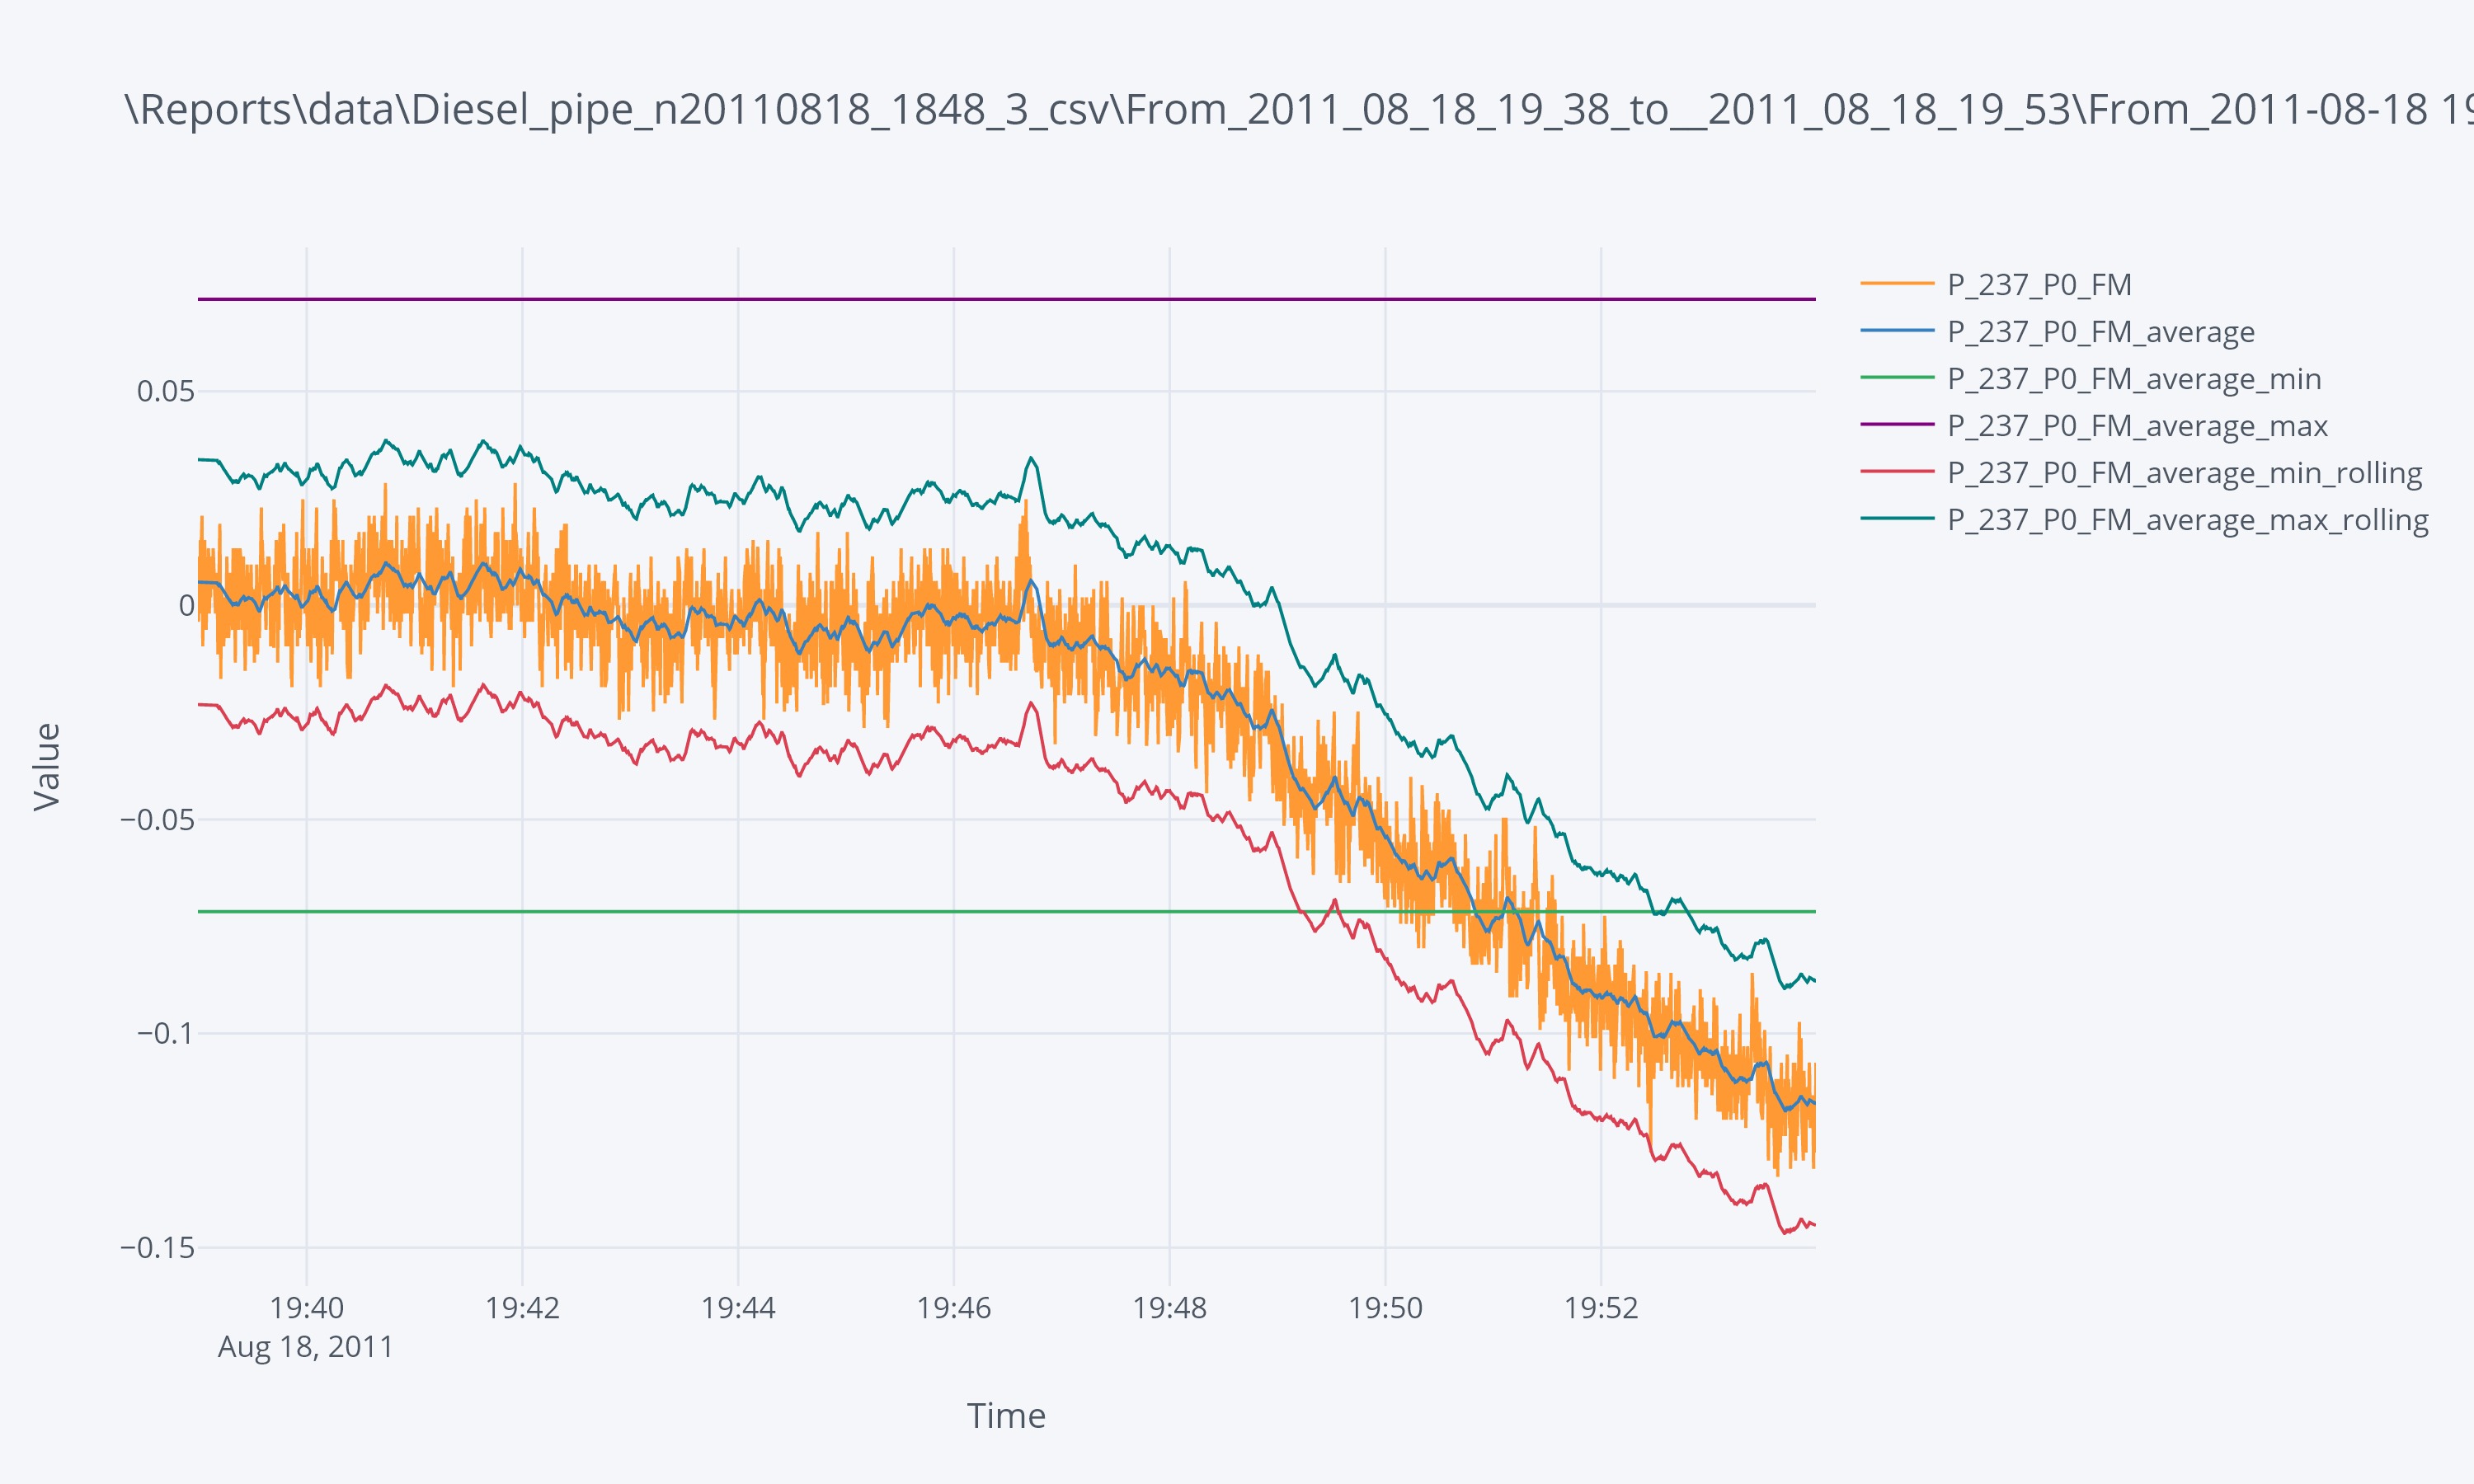 \Reports\data\Diesel_pipe_n20110818_1848_3_csv\From_2011_08_18_19_38_to__2011_08_18_19_53\From_2011-08-18 19
P_237_P0_FM
P_237_P0_FM_average
P_237_P0_FM_average_min
P_237_P0_FM_average_max
P_237_P0_FM_average_min_rolling
P_237_P0_FM_average_max_rolling
0.05
0
−0.05
−0.1
−0.15
Value
19:40
19:42
19:44
19:46
19:48
19:50
19:52
Aug 18, 2011
Time